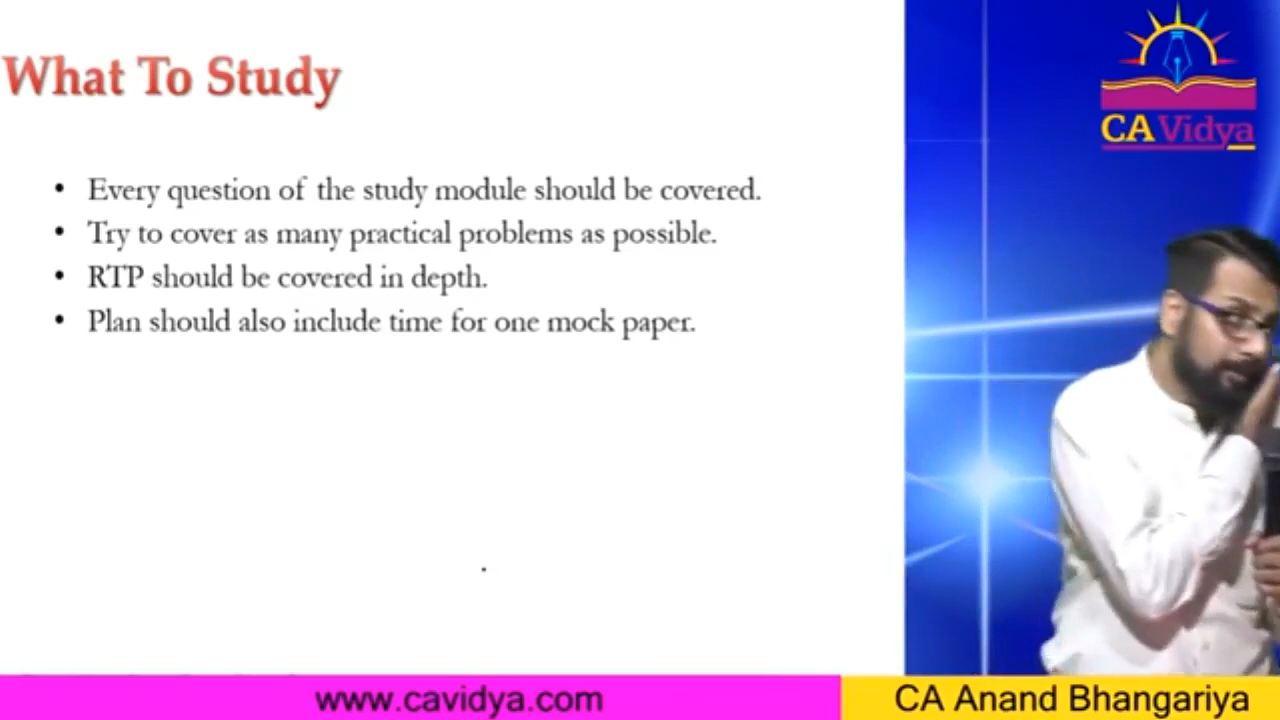 What To Study
• Every question of the study module should be covered.
• Try to cover as many practical problems as possible.
• RTP should be covered in depth.
• Plan should also include time for one mock paper.
CA Vidya
www.cavidya.com
CA Anand Bhangariya